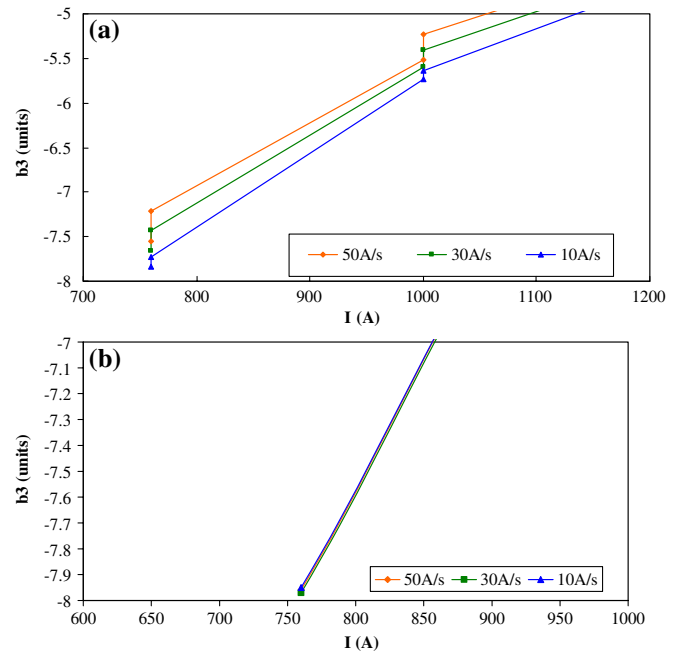 (a)
b3 (units)
-5
-5.5
-6
-6.5
-7
-7.5
-8
50A/s 30A/s 10A/s
700 800 900 1000 1100 1200
I (A)
(b)
b3 (units)
-7
-7.1
-7.2
-7.3
-7.4
-7.5
-7.6
-7.7
-7.8
-7.9
-8
50A/s 30A/s 10A/s
600 650 700 750 800 850 900 950 1000
I (A)